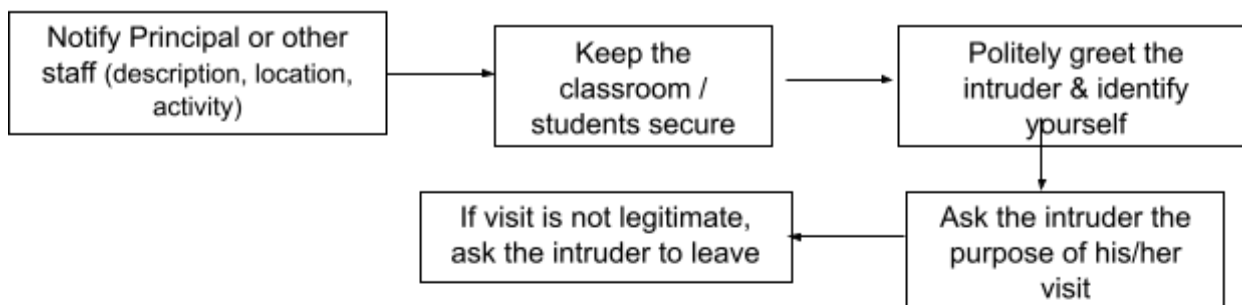 Notify Principal or other
staff (description, location,
activity)
Keep the
classroom /
students secure
Politely greet the
intruder & identify
yourself
Ask the intruder the
purpose of his/her
visit
If visit is not legitimate,
ask the intruder to leave